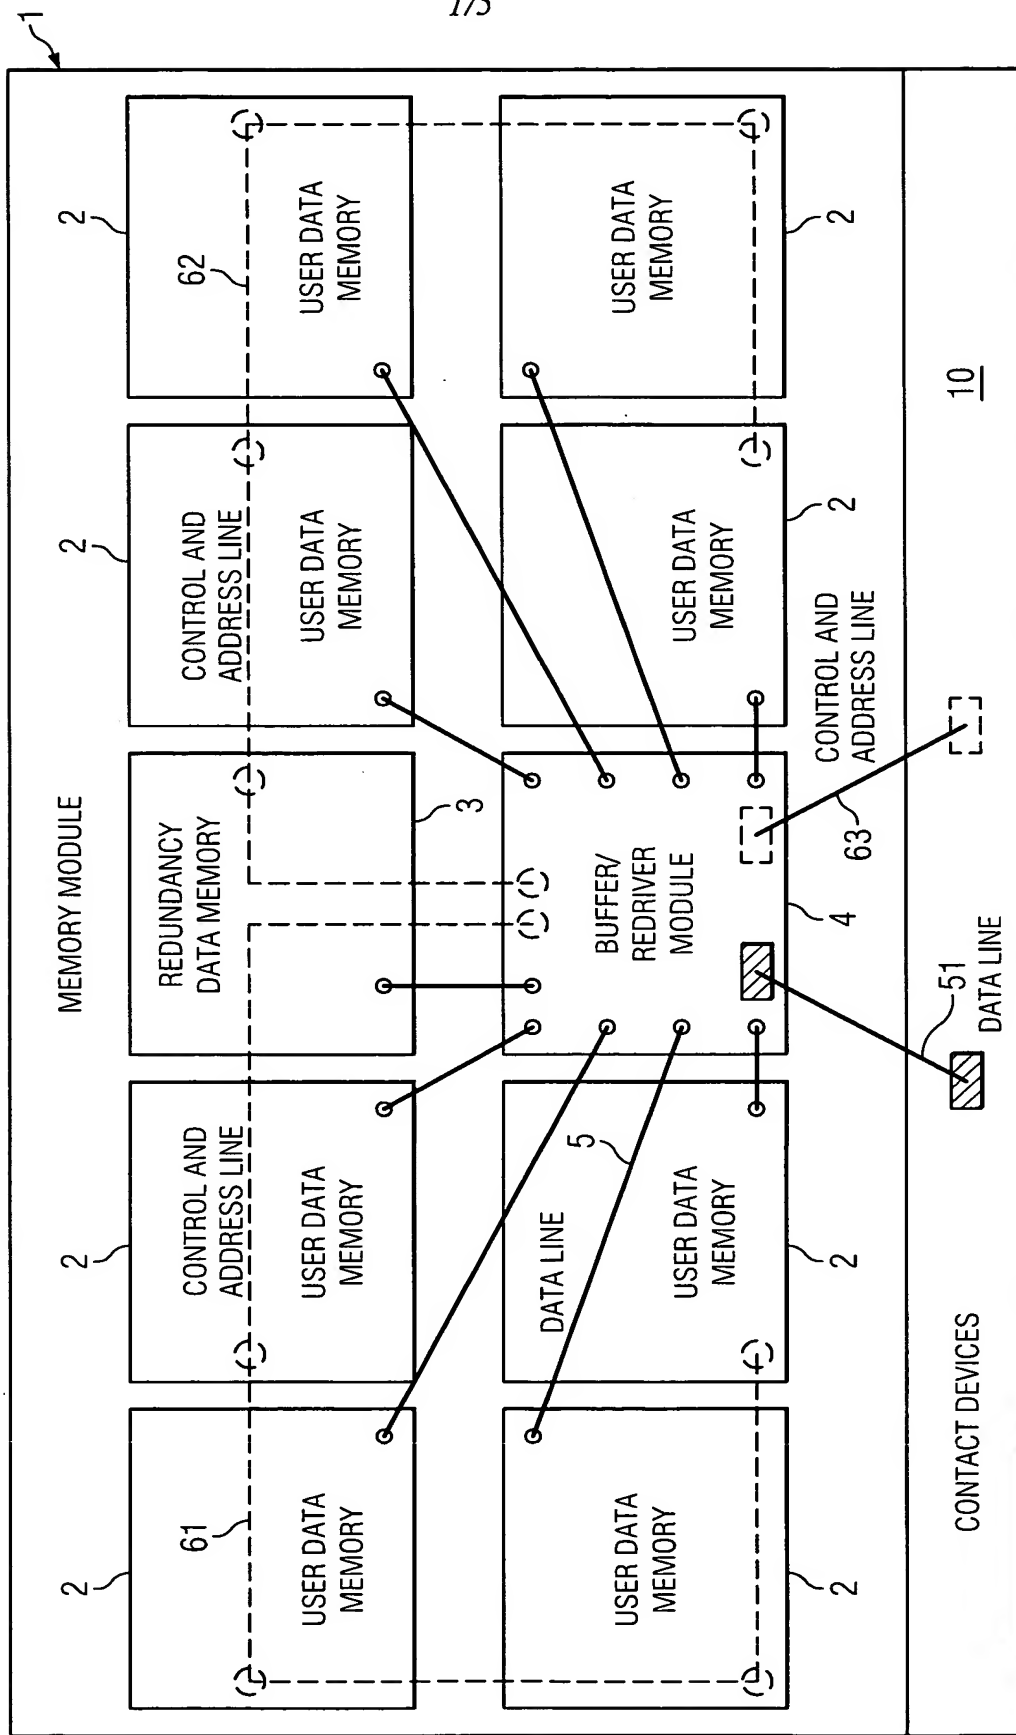 1
MEMORY MODULE
2
2
2
2
61
CONTROL AND
ADDRESS LINE
REDUNDANCY
DATA MEMORY
CONTROL AND
ADDRESS LINE
62
USER DATA
MEMORY
USER DATA
MEMORY
USER DATA
MEMORY
USER DATA
MEMORY
3
USER DATA
MEMORY
DATA LINE
5
USER DATA
MEMORY
BUFFER/
REDRIVER
MODULE
USER DATA
MEMORY
USER DATA
MEMORY
2
2
4
2
2
63
CONTROL AND
ADDRESS LINE
CONTACT DEVICES
51
DATA LINE
10